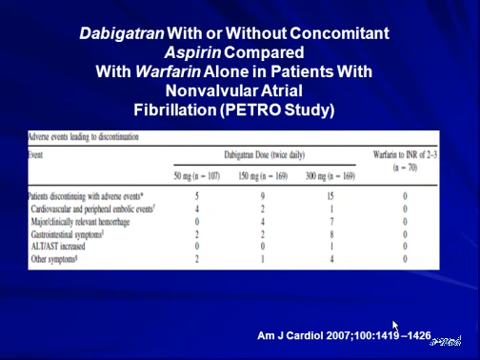 Dabigatran With or Without Concomitant
Aspirin Compared
With Warfarin Alone in Patients With
Nonvalvular Atrial
Fibrillation (PETRO Study)
Adverse events leading to discontinuation
Event Dabigatran Dose (twice daily) Warfarin to INR of 2–3
(n = 70)
50 mg (n = 107) 150 mg (n = 169) 300 mg (n = 169)
Patients discontinuing with adverse events* 5 9 15 0
Cardiovascular and peripheral embolic events† 4 2 1 0
Major/clinically relevant hemorrhage 0 4 7 0
Gastrointestinal symptoms‡ 2 2 8 0
ALT/AST increased 0 0 1 0
Other symptoms§ 2 1 4 0
Am J Cardiol 2007;100:1419 –1426